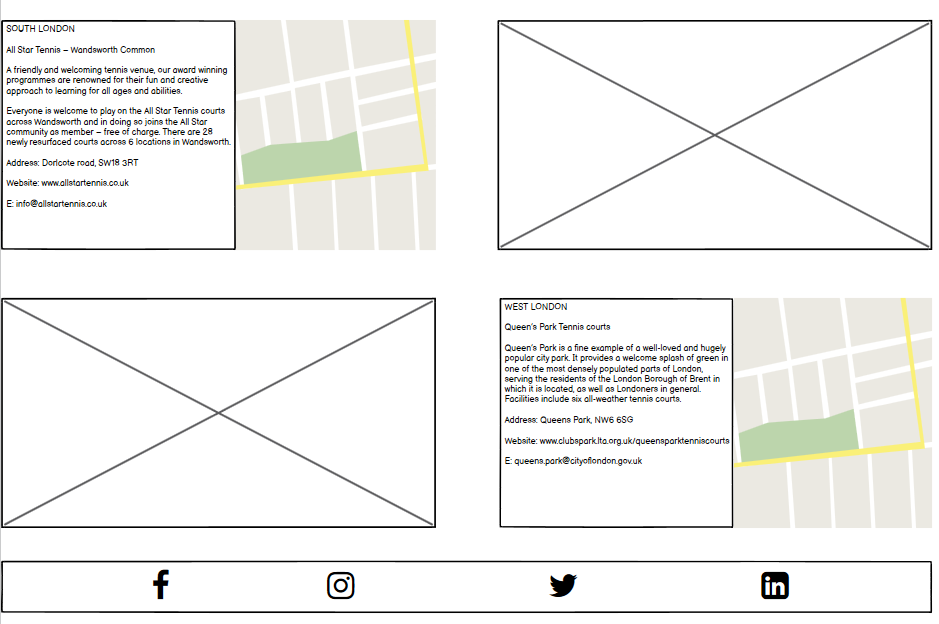 SOUTH LONDON
All Star Tennis – Wandsworth Common
A friendly and welcoming tennis venue, our award winning
programmes are renowned for their fun and creative
approach to learning for all ages and abilities.
Everyone is welcome to play on the All Star Tennis courts
across Wandsworth and in doing so joins the All Star
community as member – free of charge. There are 28
newly resurfaced courts across 6 locations in Wandsworth.
Address: Dorlcote road, SW18 3RT
Website: www.allstartennis.co.uk
E: info@allstartennis.co.uk
WEST LONDON
Queen's Park Tennis courts
Queen's Park is a fine example of a well-loved and hugely
popular city park. It provides a welcome splash of green in
one of the most densely populated parts of London,
serving the residents of the London Borough of Brent in
which it is located, as well as Londoners in general.
Facilities include six all-weather tennis courts.
Address: Queens Park, NW6 6SG
Website: www.clubspark.lta.org.uk/queensparktenniscourts
E: queens.park@cityoflondon.gov.uk